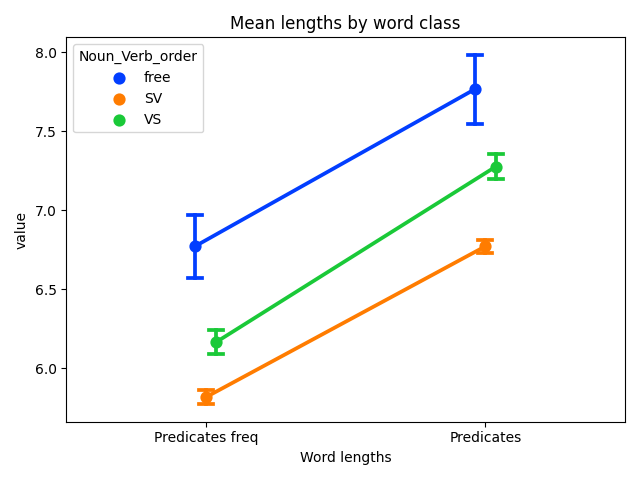 Mean lengths by word class
Noun_Verb_order
free
SV
VS
value
8.0
7.5
7.0
6.5
6.0
Predicates freq
Predicates
Word lengths